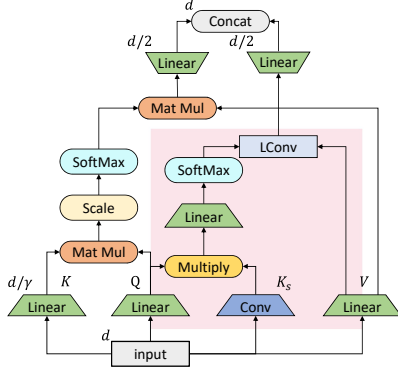 d
Concat
d/2
d/2
Linear
Linear
Mat Mul
LConv
SoftMax
SoftMax
Scale
Linear
Mat Mul
Multiply
d/γ
K
Q
K_s
V
Linear
Linear
Conv
Linear
d
input